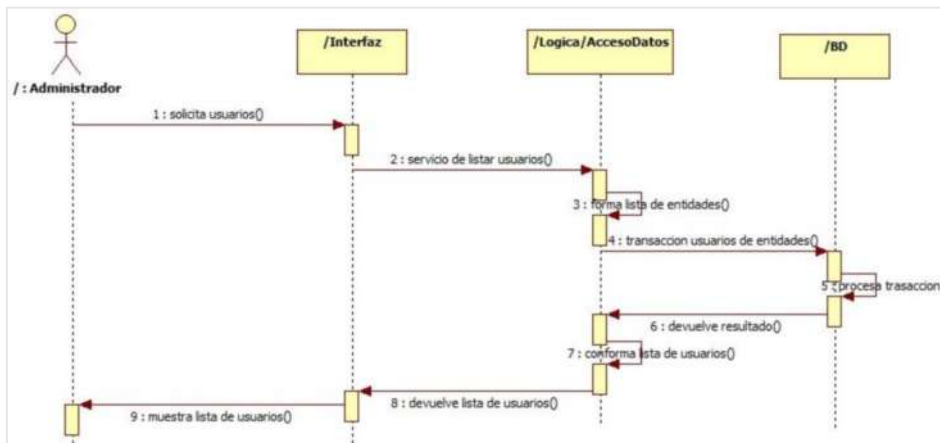 /Interfaz
/Logica/AccesoDatos
/BD
/ : Administrador
1 : solicita usuarios()
2 : servicio de listar usuarios()
3 : forma lista de entidades()
4 : transaccion usuarios de entidades()
5 : procesa trasaccion
6 : devuelve resultado()
7 : conforma lista de usuarios()
8 : devuelve lista de usuarios()
9 : muestra lista de usuarios()